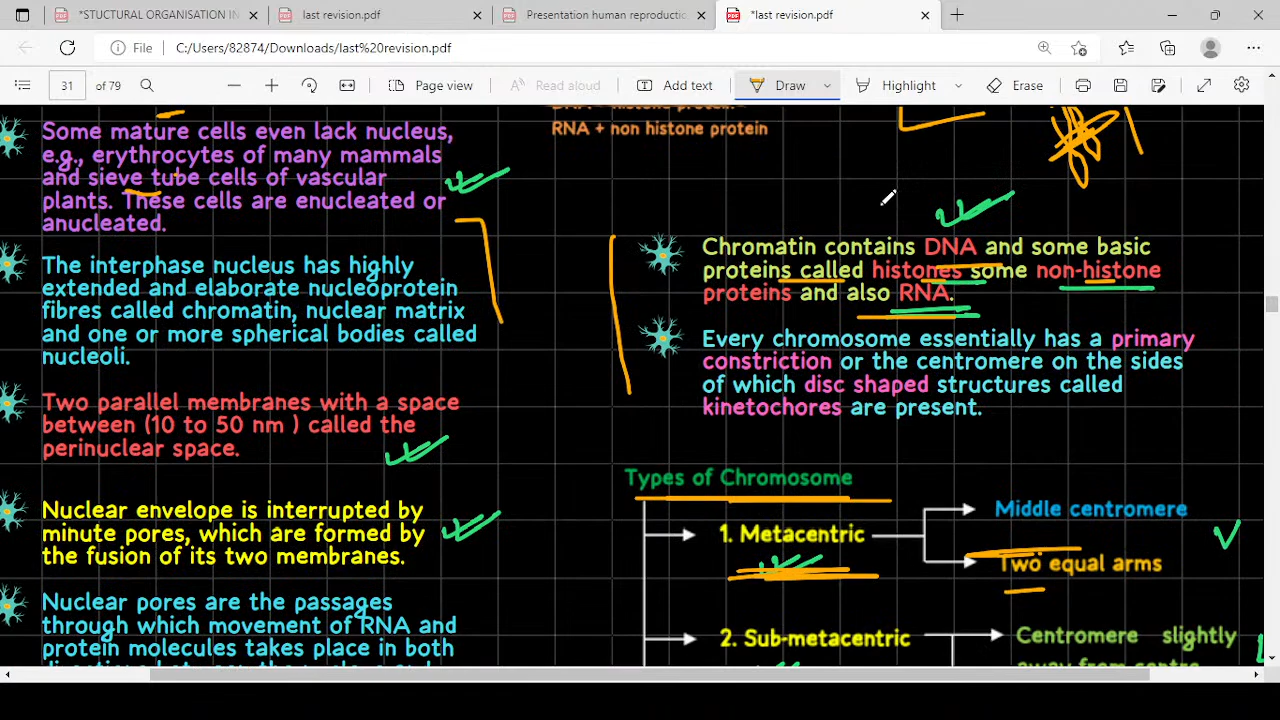 *STUCTURAL ORGANISATION IN
last revision.pdf
Presentation human reproductio
*last revision.pdf
File
C:/Users/82874/Downloads/last%20revision.pdf
31 of 79
Page view
Read aloud
Add text
Draw
Highlight
Erase
Some mature cells even lack nucleus,
e.g., erythrocytes of many mammals
and sieve tube cells of vascular
plants. These cells are enucleated or
anucleated.
The interphase nucleus has highly
extended and elaborate nucleoprotein
fibres called chromatin, nuclear matrix
and one or more spherical bodies called
nucleoli.
Two parallel membranes with a space
between (10 to 50 nm ) called the
perinuclear space.
Nuclear envelope is interrupted by
minute pores, which are formed by
the fusion of its two membranes.
Nuclear pores are the passages
through which movement of RNA and
protein molecules takes place in both
RNA + non histone protein
Chromatin contains DNA and some basic
proteins called histones some non-histone
proteins and also RNA.
Every chromosome essentially has a primary
constriction or the centromere on the sides
of which disc shaped structures called
kinetochores are present.
Types of Chromosome
1. Metacentric
Middle centromere
Two equal arms
2. Sub-metacentric
Centromere slightly
away from centre